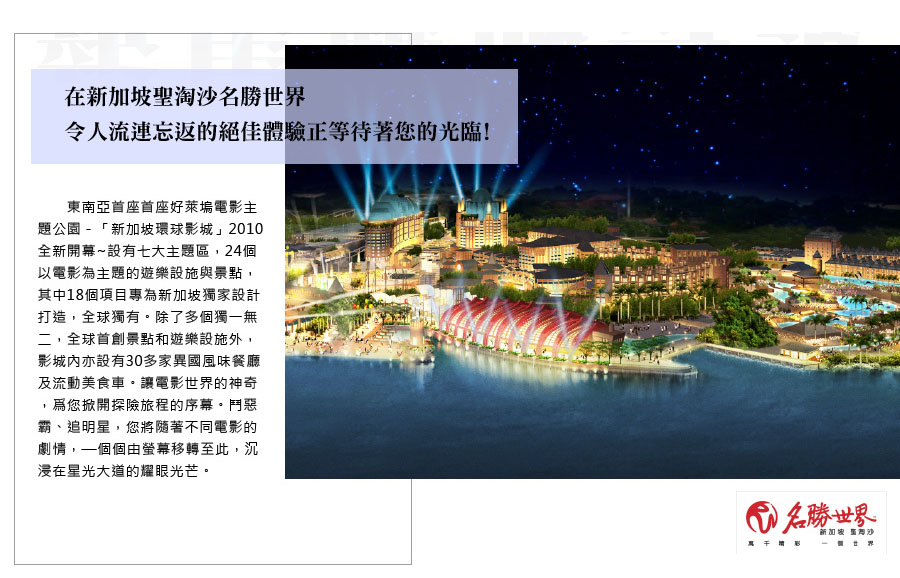 在新加坡聖淘沙名勝世界
令人流連忘返的絕佳體驗正等待著您的光臨!
東南亞首座首座好萊塢電影主
題公園－「新加坡環球影城」2010
全新開幕~設有七大主題區，24個
以電影為主題的遊樂設施與景點，
其中18個項目專為新加坡獨家設計
打造，全球獨有。除了多個獨一無
二，全球首創景點和遊樂設施外，
影城內亦設有30多家異國風味餐廳
及流動美食車。讓電影世界的神奇
，爲您掀開探險旅程的序幕。鬥惡
霸、追明星，您將隨著不同電影的
劇情，一個個由螢幕移轉至此，沉
浸在星光大道的耀眼光芒。
名勝世界
新加坡 聖淘沙
萬千精彩 一個世界